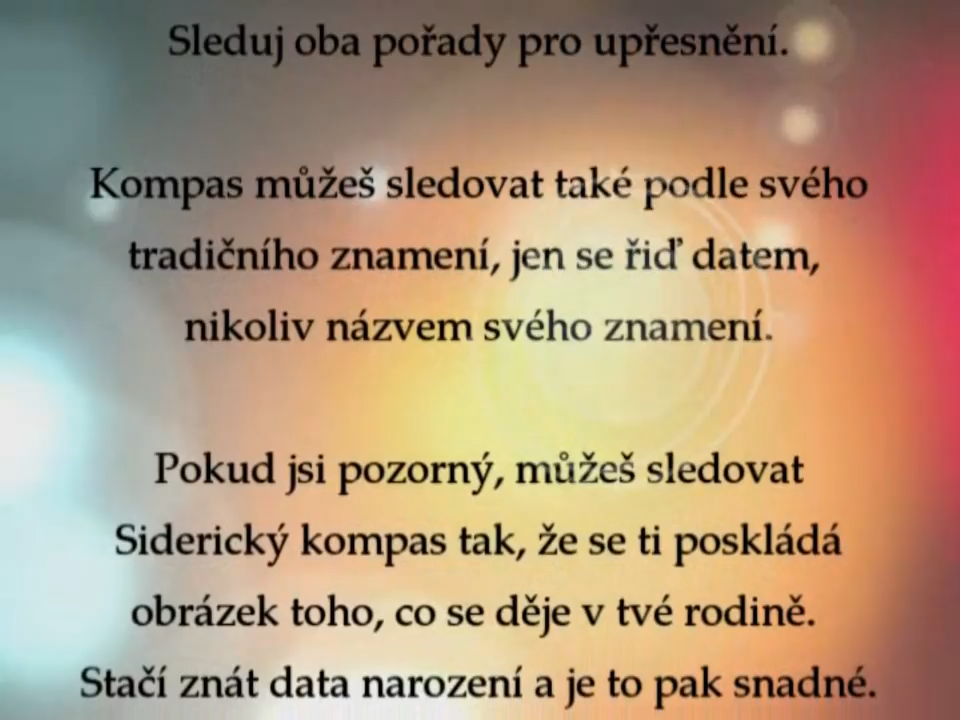 Sleduj oba pořady pro upřesnění.
Kompas můžeš sledovat také podle svého
tradičního znamení, jen se řiď datem,
nikoliv názvem svého znamení.
Pokud jsi pozorný, můžeš sledovat
Siderický kompas tak, že se ti poskládá
obrázek toho, co se děje v tvé rodině.
Stačí znát data narození a je to pak snadné.